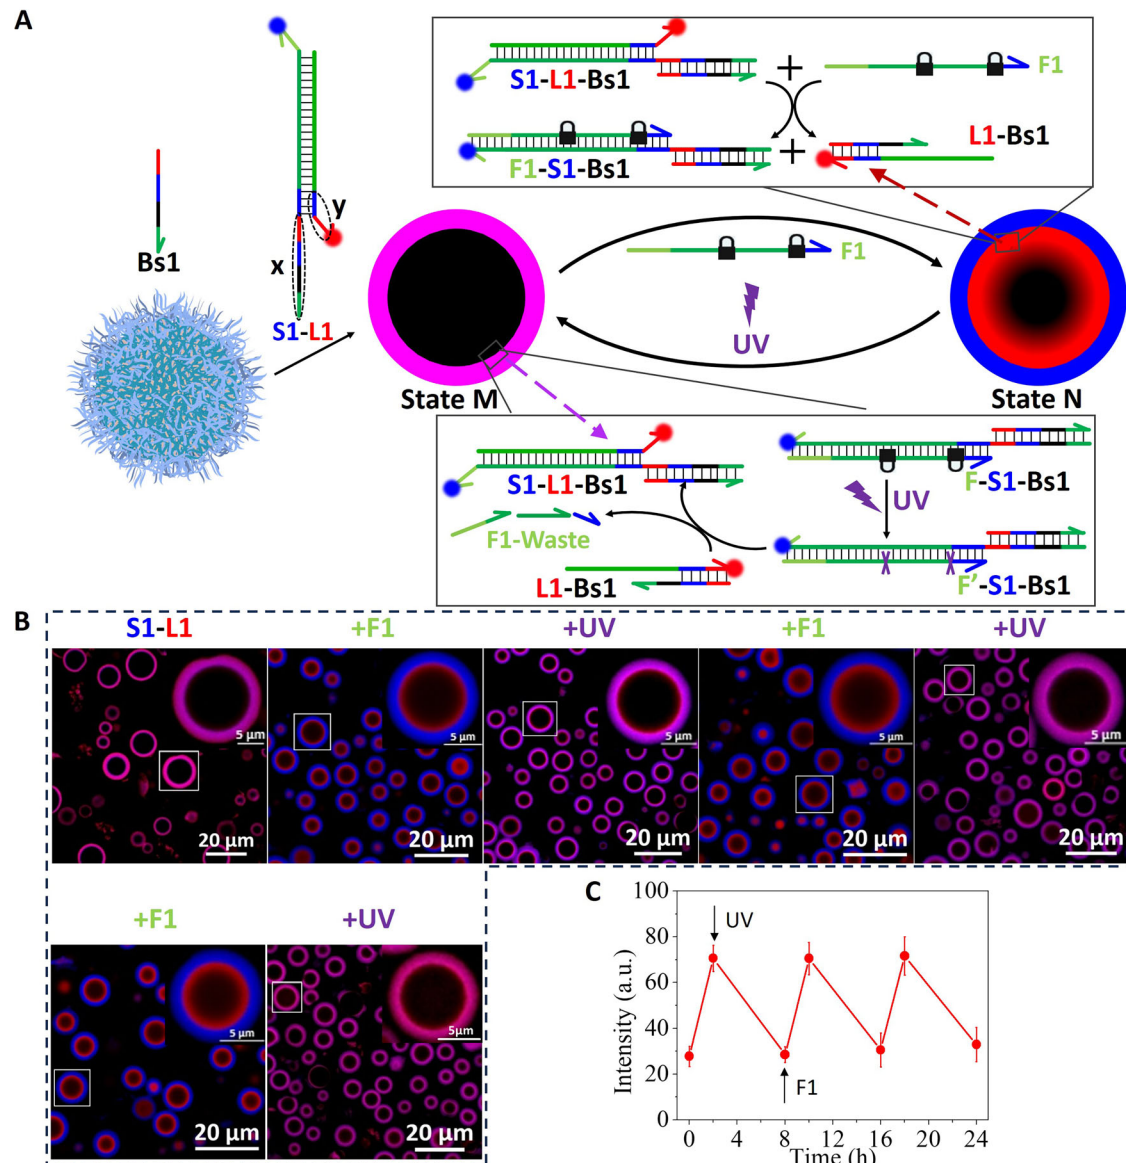 A
Bs1
x
y
S1-L1
S1-L1-Bs1
+
F1
F1-S1-Bs1
+
L1-Bs1
F1
UV
State M
State N
S1-L1-Bs1
F1-Waste
L1-Bs1
F-S1-Bs1
UV
F'-S1-Bs1
B
S1-L1
+F1
+UV
+F1
+UV
5 μm
5 μm
5 μm
5 μm
5 μm
20 μm
20 μm
20 μm
20 μm
20 μm
+F1
+UV
5 μm
5 μm
20 μm
20 μm
C
100
80
60
40
20
0
Intensity (a.u.)
UV
F1
0 4 8 12 16 20 24
Time (h)